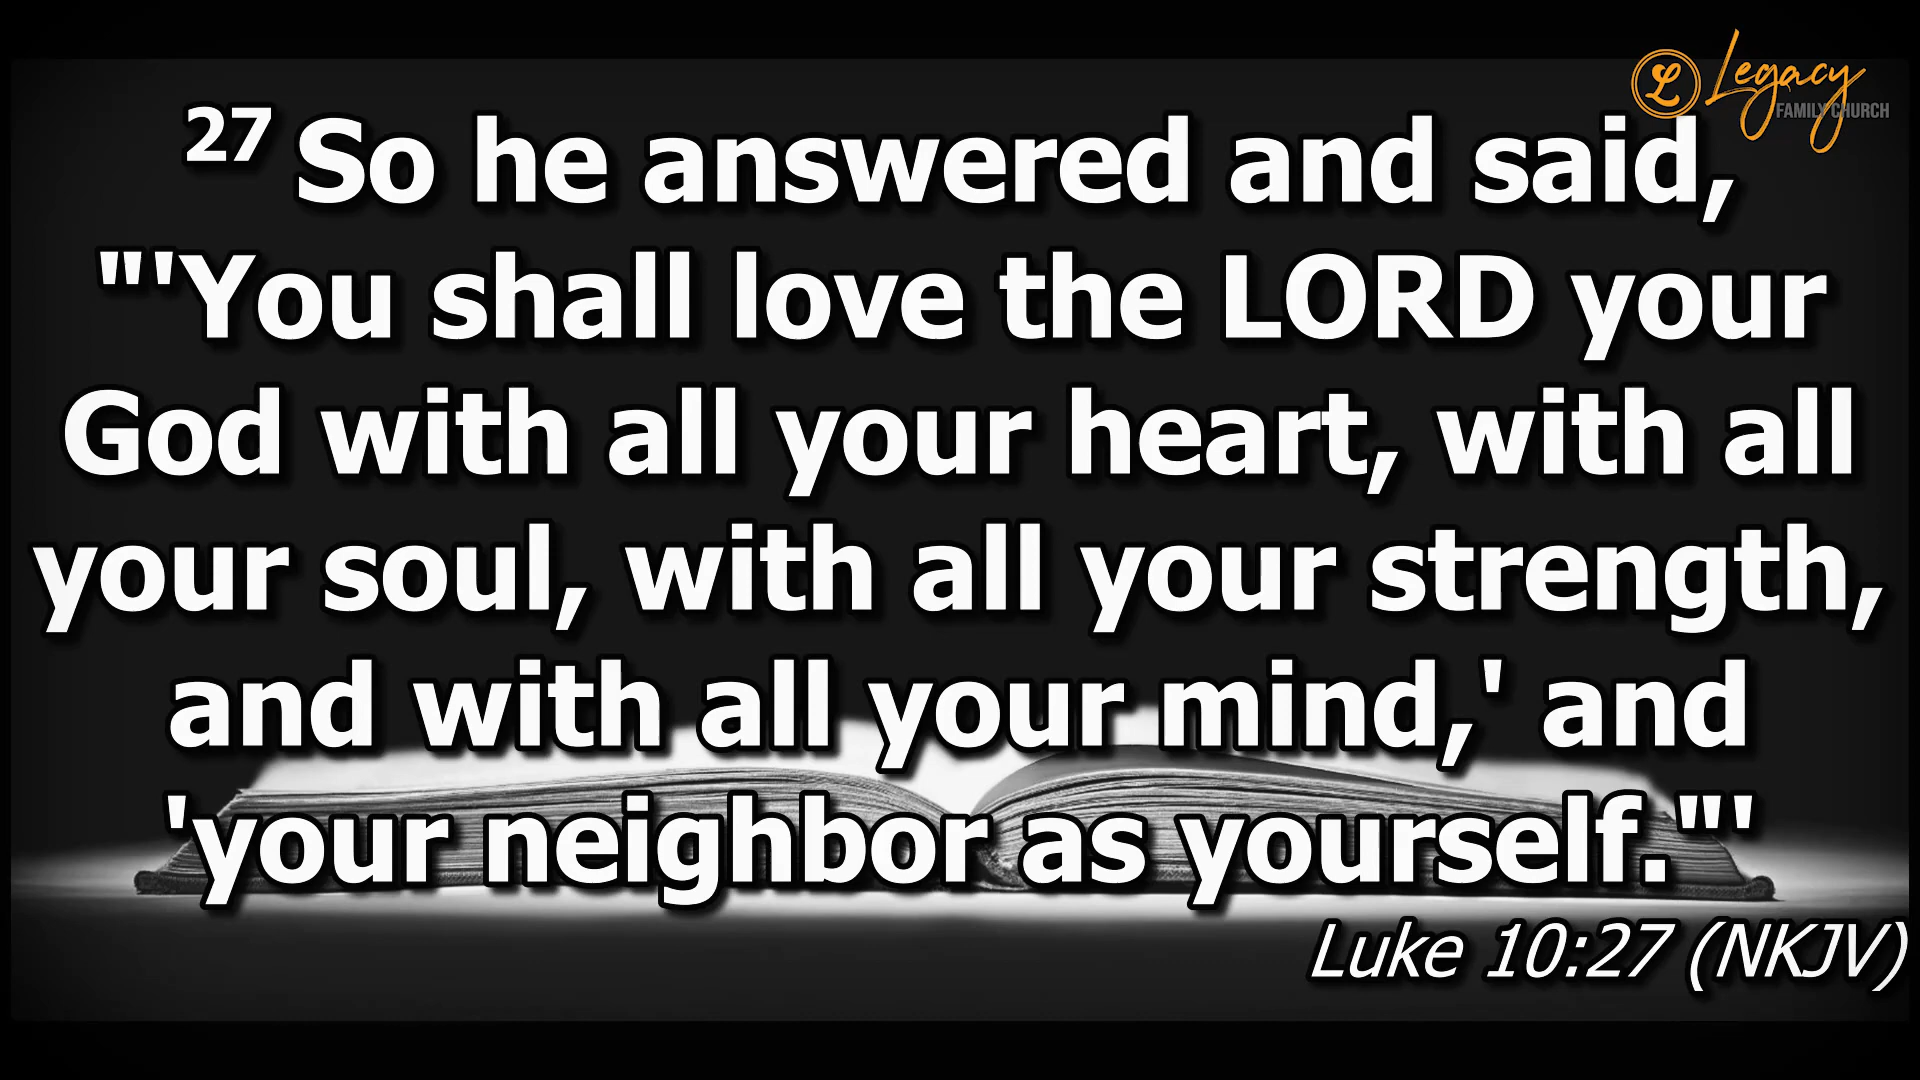 L Legacy
FAMILY CHURCH
27 So he answered and said,
"'You shall love the LORD your
God with all your heart, with all
your soul, with all your strength,
and with all your mind,' and
'your neighbor as yourself."'
Luke 10:27 (NKJV)